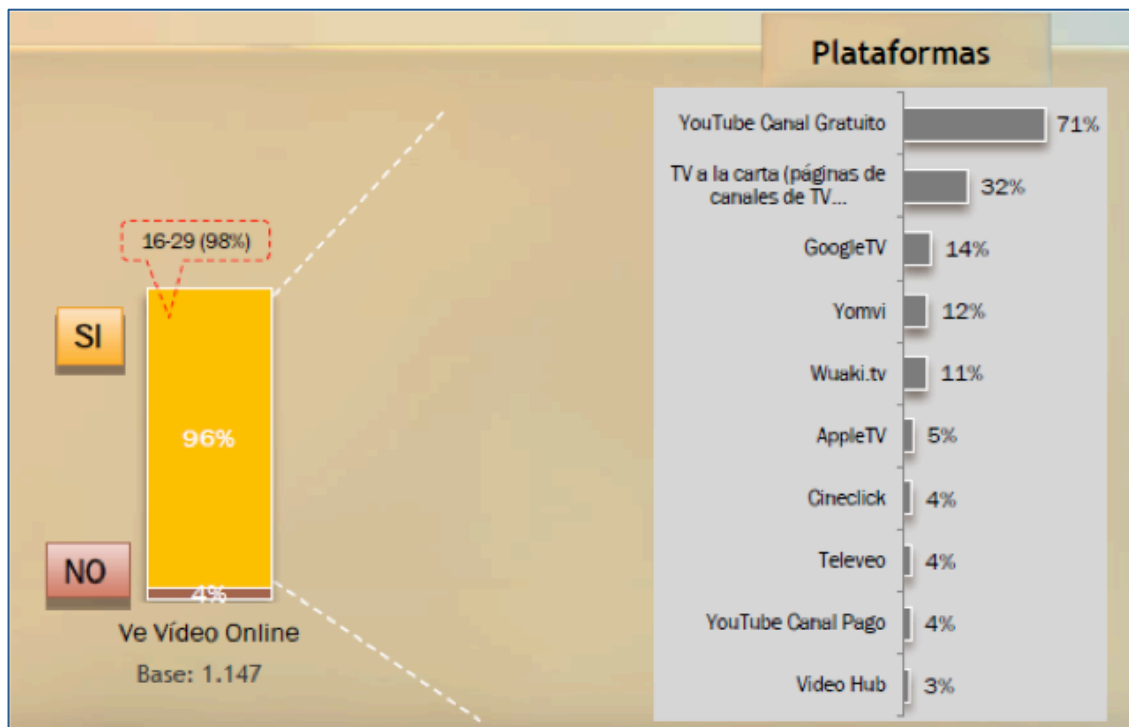 Plataformas
16-29 (98%)
SI
96%
NO
4%
Ve Vídeo Online
Base: 1.147
YouTube Canal Gratuito 71%
TV a la carta (páginas de
canales de TV... 32%
GoogleTV 14%
Yomvi 12%
Wuaki.tv 11%
AppleTV 5%
Cineclick 4%
Televeo 4%
YouTube Canal Pago 4%
Video Hub 3%